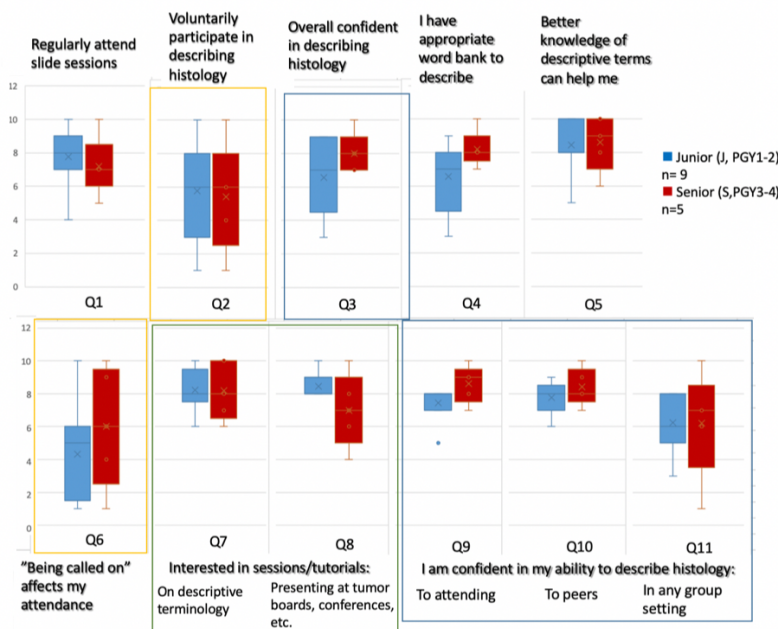 Regularly attend
slide sessions
Voluntarily
participate in
describing
histology
Overall confident
in describing
histology
I have
appropriate
word bank to
describe
Better
knowledge of
descriptive terms
can help me
12
10
8
6
4
2
0
Q1
Q2
Q3
Q4
Q5
Junior (J, PGY1-2)
n= 9
Senior (S,PGY3-4)
n=5
12
10
8
6
4
2
0
Q6
Q7
Q8
Q9
Q10
Q11
"Being called on"
affects my
attendance
Interested in sessions/tutorials:
On descriptive
terminology
Presenting at tumor
boards, conferences,
etc.
I am confident in my ability to describe histology:
To attending
To peers
In any group
setting